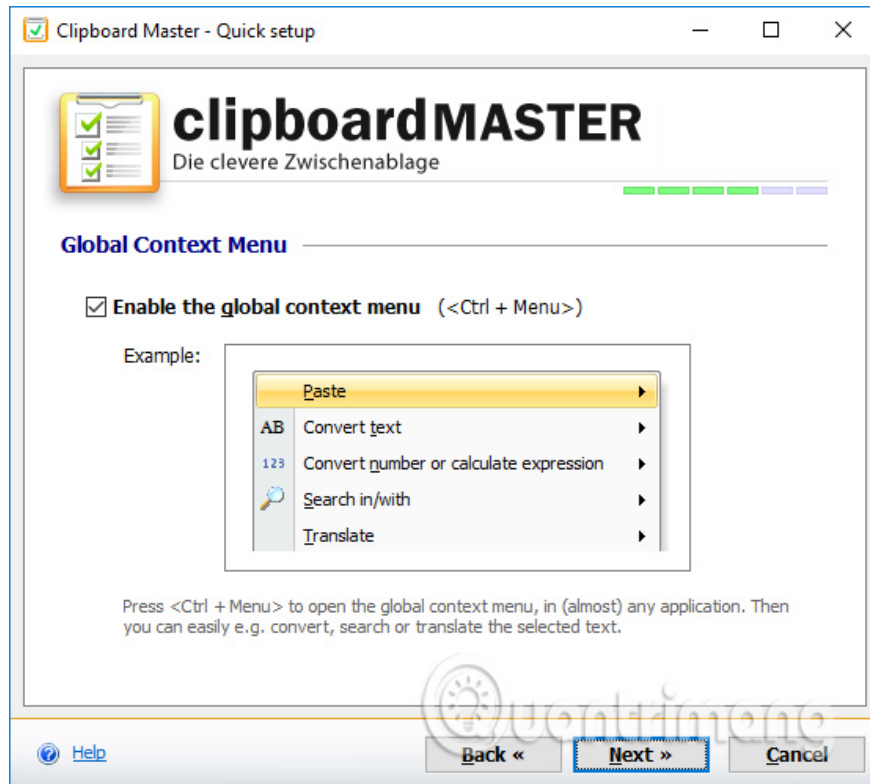 Clipboard Master - Quick setup
clipboardMASTER
Die clevere Zwischenablage
Global Context Menu
Enable the global context menu (<Ctrl + Menu>)
Example:
Paste
AB Convert text
123 Convert number or calculate expression
Search in/with
Translate
Press <Ctrl + Menu> to open the global context menu, in (almost) any application. Then
you can easily e.g. convert, search or translate the selected text.
Quantrimang
Help Back « Next » Cancel